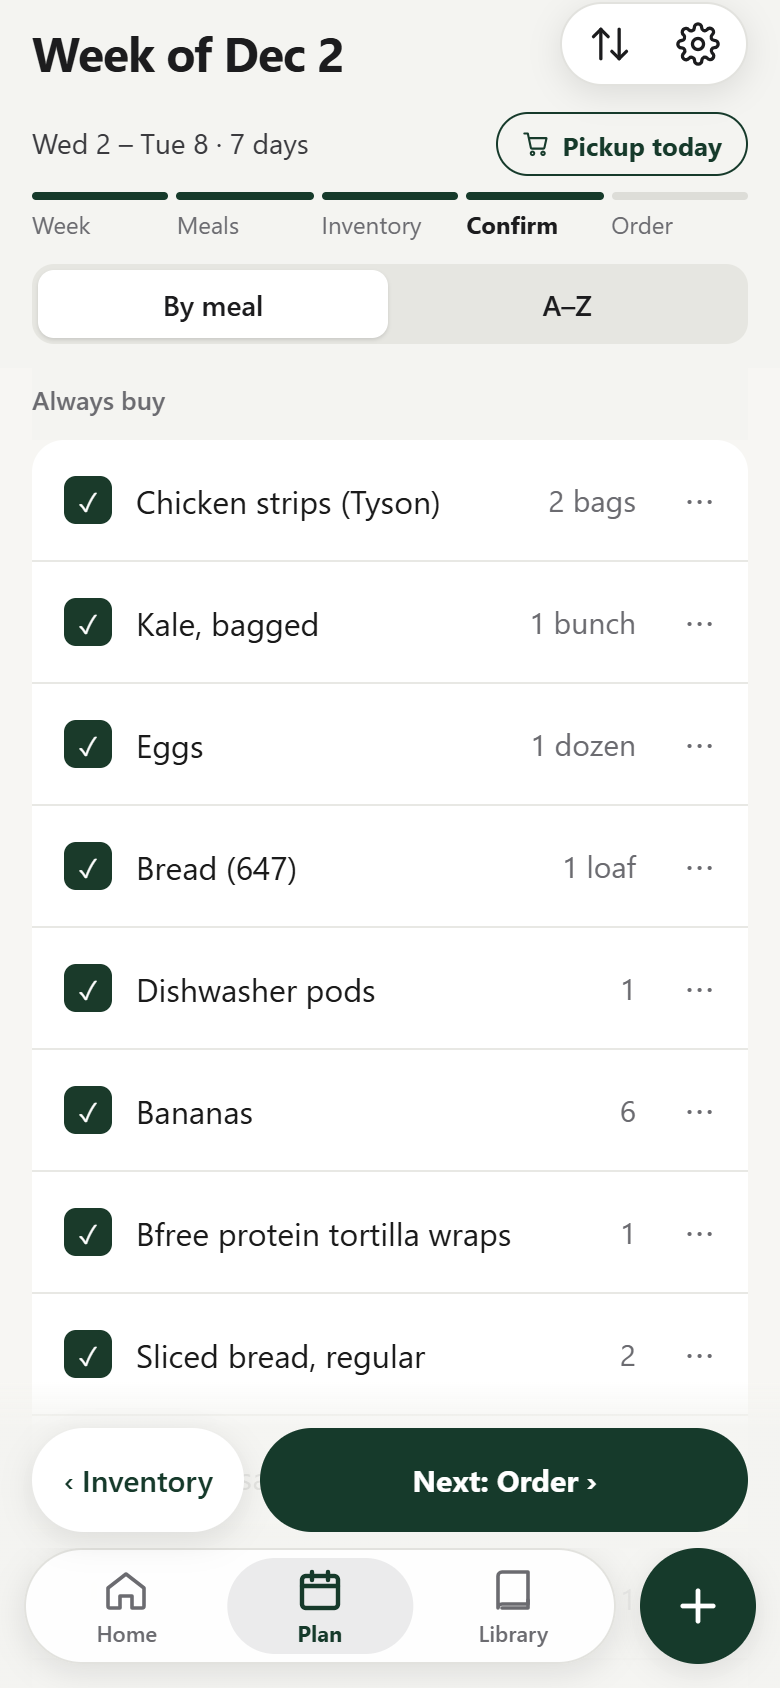 Week of Dec 2
Wed 2 – Tue 8 · 7 days
Pickup today
Week Meals Inventory Confirm Order
By meal A–Z
Always buy
Chicken strips (Tyson) 2 bags ...
Kale, bagged 1 bunch ...
Eggs 1 dozen ...
Bread (647) 1 loaf ...
Dishwasher pods 1 ...
Bananas 6 ...
Bfree protein tortilla wraps 1 ...
Sliced bread, regular 2 ...
‹ Inventory Next: Order ›
Home Plan Library